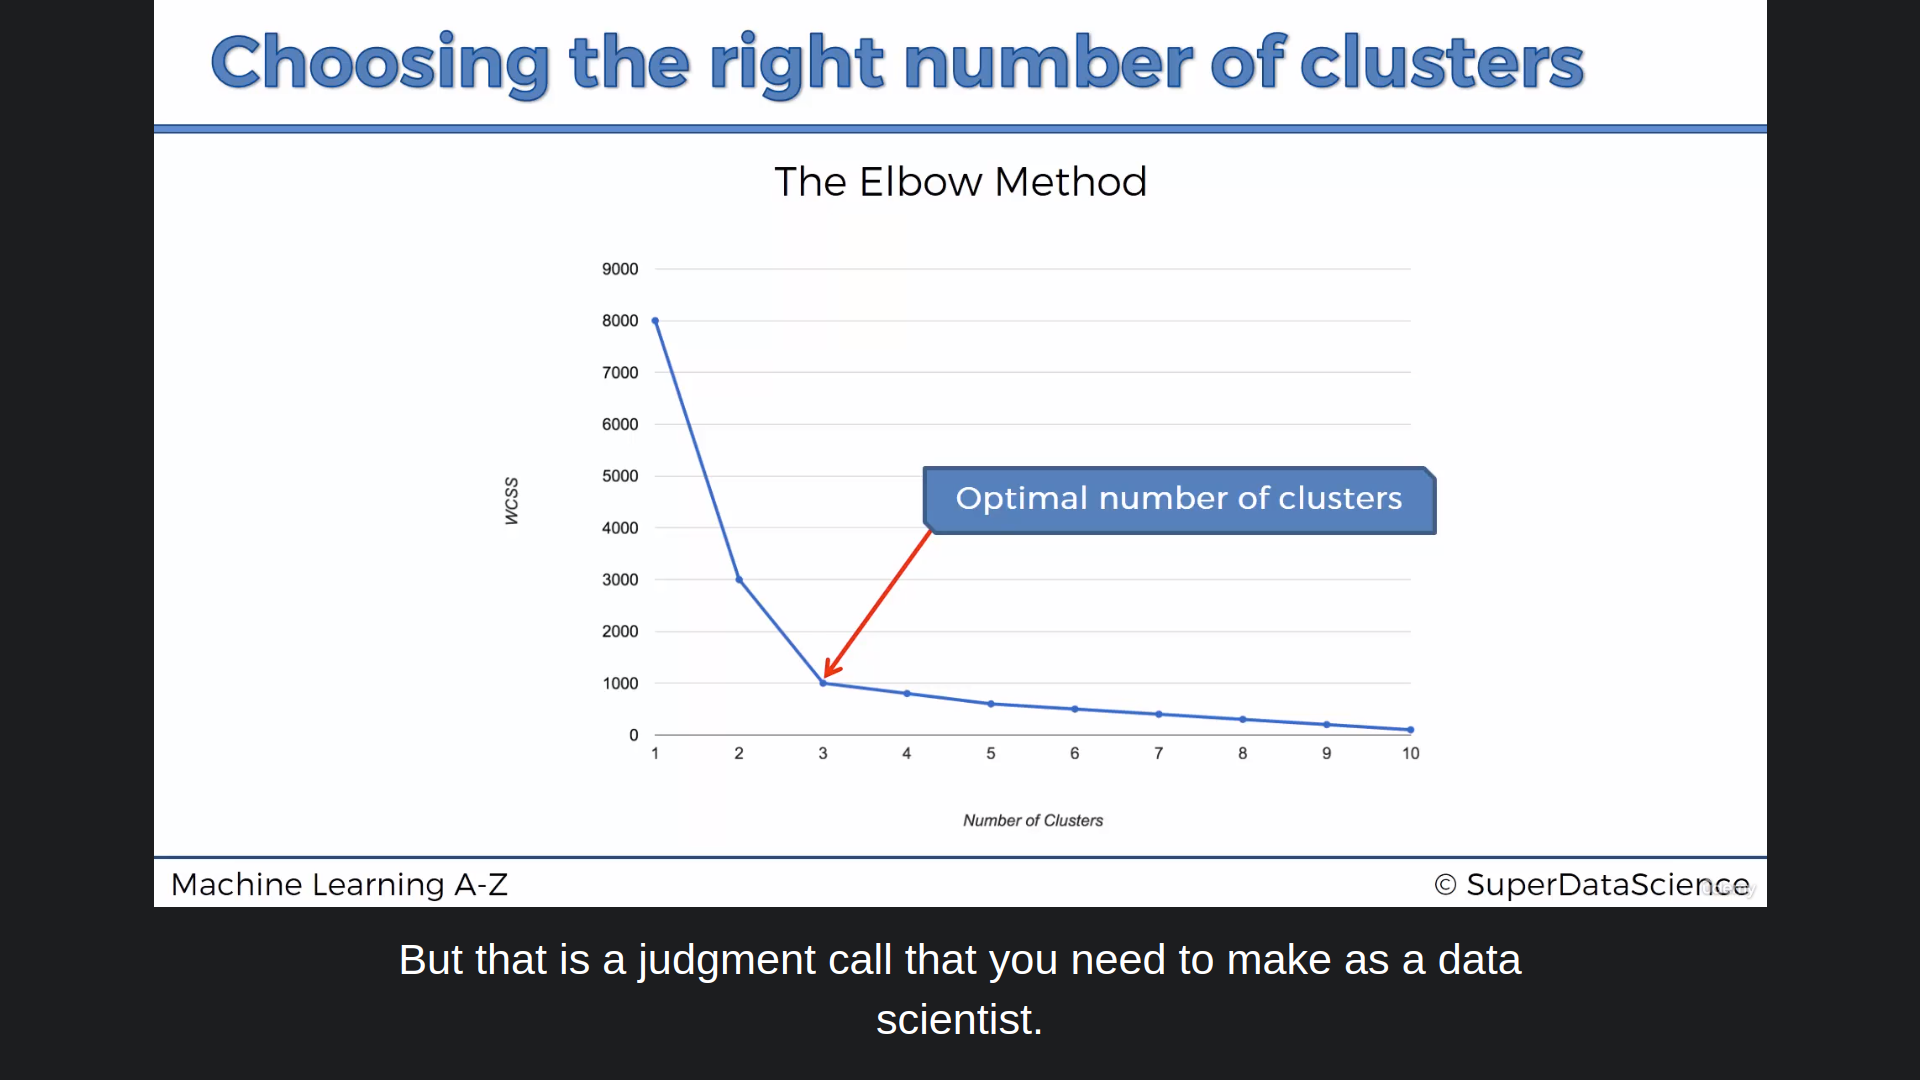 Choosing the right number of clusters
The Elbow Method
9000
8000
7000
6000
5000
4000
3000
2000
1000
0
WCSS
Optimal number of clusters
1 2 3 4 5 6 7 8 9 10
Number of Clusters
Machine Learning A-Z
© SuperDataScience
But that is a judgment call that you need to make as a data
scientist.